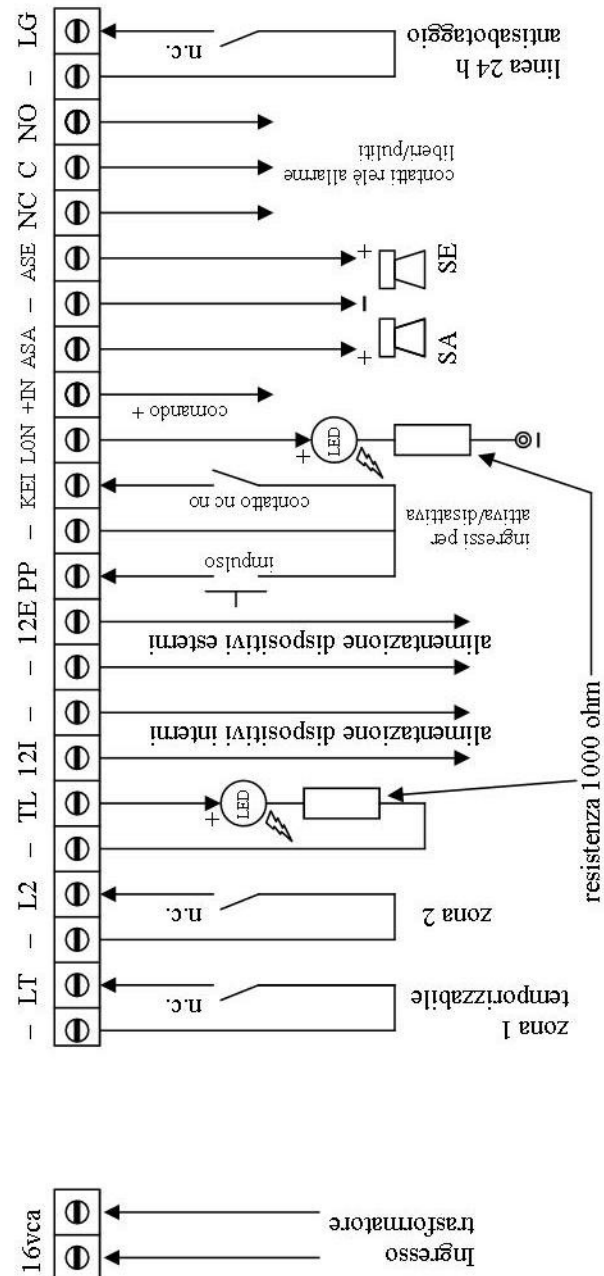 LG
–
NO
C
NC
ASE
–
ASA
+IN
LON
KEI
–
PP
12E
–
–
12I
TL
–
L2
–
LT
–
16vca
n.c.
linea 24 h
antisabotaggio
contatti relè allarme
liberi/puliti
+
SE
–
+
SA
comando +
+
LED
–
contatto nc no
ingressi per
attiva/disattiva
impulso
alimentazione dispositivi esterni
alimentazione dispositivi interni
+
LED
resistenza 1000 ohm
n.c.
zona 2
n.c.
zona 1
temporizzabile
Ingresso
trasformatore